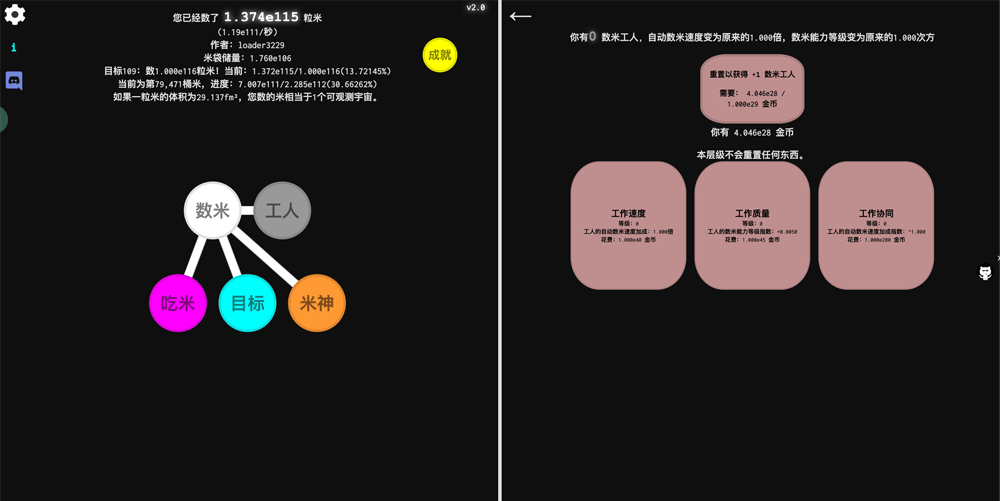 v2.0
您已经数了 1.374e115 粒米
(1.19e111/秒)
作者: loader3229
米袋储量: 1.760e106
目标109: 数1.000e116粒米! 当前: 1.372e115/1.000e116(13.72145%)
当前为第79,471桶米, 进度: 7.007e111/2.285e112(30.66262%)
如果一粒米的体积为29.137fm³, 您数的米相当于1个可观测宇宙。
成就
i
数米
工人
吃米
目标
米神
←
你有0 数米工人, 自动数米速度变为原来的1.000倍, 数米能力等级变为原来的1.000次方
重置以获得 +1 数米工人
需要: 4.046e28 /
1.000e29 金币
你有 4.046e28 金币
本层级不会重置任何东西。
工作速度
等级: 0
工人的自动数米速度加成: 1.000倍
花费: 1.000e40 金币
工作质量
等级: 0
工人的数米能力等级指数: +0.0050
花费: 1.000e45 金币
工作协同
等级: 0
工人的自动数米速度加成指数: ^1.000
花费: 1.000e280 金币